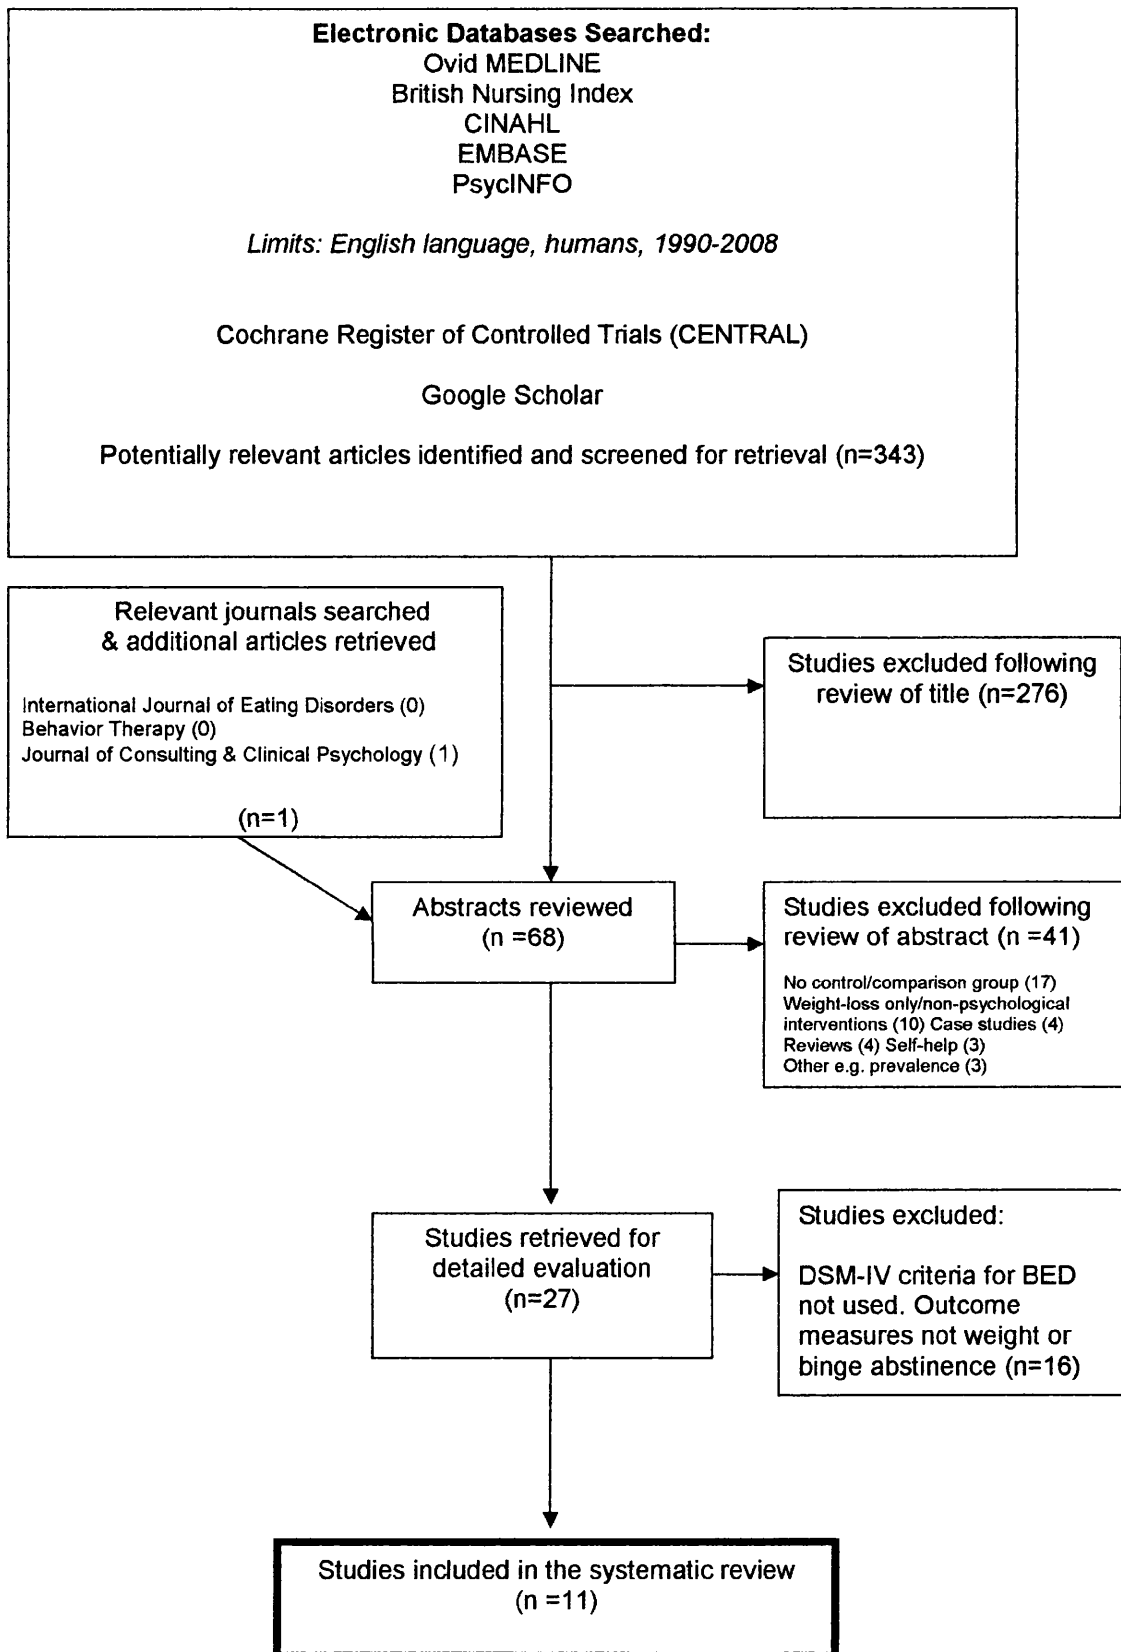 Electronic Databases Searched:
Ovid MEDLINE
British Nursing Index
CINAHL
EMBASE
PsycINFO
Limits: English language, humans, 1990-2008
Cochrane Register of Controlled Trials (CENTRAL)
Google Scholar
Potentially relevant articles identified and screened for retrieval (n=343)
Relevant journals searched
& additional articles retrieved
International Journal of Eating Disorders (0)
Behavior Therapy (0)
Journal of Consulting & Clinical Psychology (1)
(n=1)
Studies excluded following
review of title (n=276)
Abstracts reviewed
(n =68)
Studies excluded following
review of abstract (n =41)
No control/comparison group (17)
Weight-loss only/non-psychological
interventions (10) Case studies (4)
Reviews (4) Self-help (3)
Other e.g. prevalence (3)
Studies retrieved for
detailed evaluation
(n=27)
Studies excluded:
DSM-IV criteria for BED
not used. Outcome
measures not weight or
binge abstinence (n=16)
Studies included in the systematic review
(n =11)